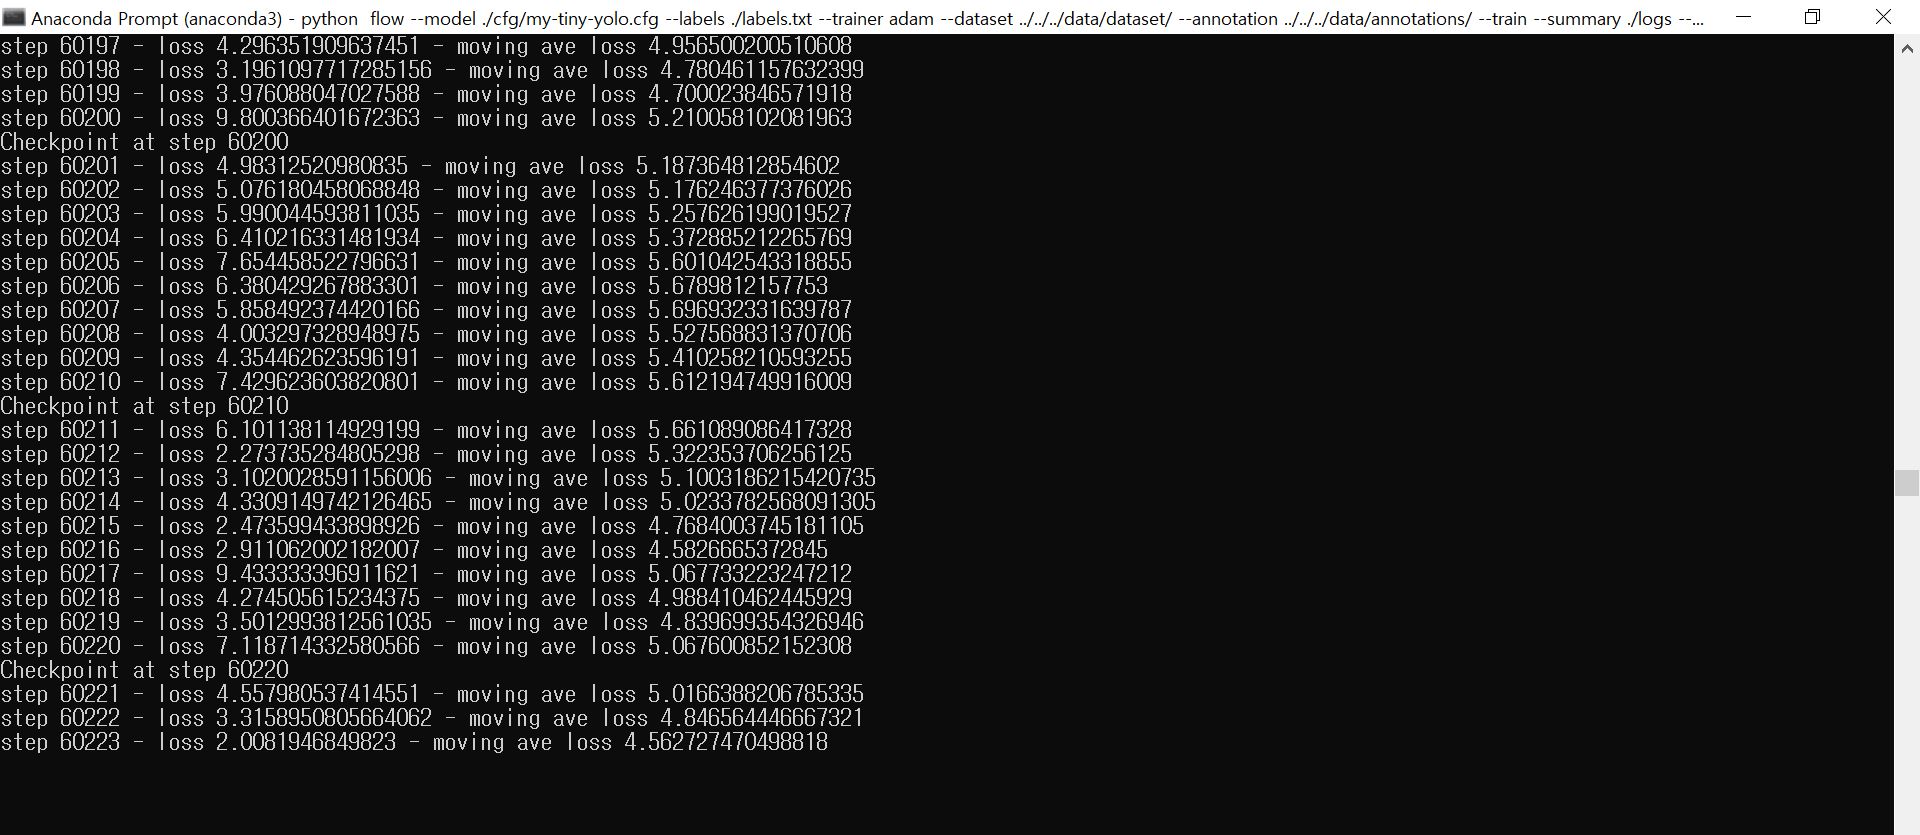 Anaconda Prompt (anaconda3) - python  flow --model ./cfg/my-tiny-yolo.cfg --labels ./labels.txt --trainer adam --dataset ../../../data/dataset/ --annotation ../../../data/annotations/ --train --summary ./logs --...
step 60197 - loss 4.296351909637451 - moving ave loss 4.956500200510608
step 60198 - loss 3.1961097717285156 - moving ave loss 4.780461157632399
step 60199 - loss 3.976088047027588 - moving ave loss 4.700023846571918
step 60200 - loss 9.800366401672363 - moving ave loss 5.210058102081963
Checkpoint at step 60200
step 60201 - loss 4.98312520980835 - moving ave loss 5.187364812854602
step 60202 - loss 5.076180458068848 - moving ave loss 5.176246377376026
step 60203 - loss 5.990044593811035 - moving ave loss 5.257626199019527
step 60204 - loss 6.410216331481934 - moving ave loss 5.372885212265769
step 60205 - loss 7.654458522796631 - moving ave loss 5.601042543318855
step 60206 - loss 6.380429267883301 - moving ave loss 5.6789812157753
step 60207 - loss 5.858492374420166 - moving ave loss 5.696932331639787
step 60208 - loss 4.003297328948975 - moving ave loss 5.527568831370706
step 60209 - loss 4.354462623596191 - moving ave loss 5.410258210593255
step 60210 - loss 7.429623603820801 - moving ave loss 5.612194749916009
Checkpoint at step 60210
step 60211 - loss 6.101138114929199 - moving ave loss 5.661089086417328
step 60212 - loss 2.273735284805298 - moving ave loss 5.322353706256125
step 60213 - loss 3.1020028591156006 - moving ave loss 5.1003186215420735
step 60214 - loss 4.3309149742126465 - moving ave loss 5.0233782568091305
step 60215 - loss 2.473599433898926 - moving ave loss 4.7684003745181105
step 60216 - loss 2.911062002182007 - moving ave loss 4.5826665372845
step 60217 - loss 9.433333396911621 - moving ave loss 5.067733223247212
step 60218 - loss 4.274505615234375 - moving ave loss 4.988410462445929
step 60219 - loss 3.5012993812561035 - moving ave loss 4.839699354326946
step 60220 - loss 7.118714332580566 - moving ave loss 5.067600852152308
Checkpoint at step 60220
step 60221 - loss 4.557980537414551 - moving ave loss 5.0166388206785335
step 60222 - loss 3.3158950805664062 - moving ave loss 4.846564446667321
step 60223 - loss 2.0081946849823 - moving ave loss 4.562727470498818